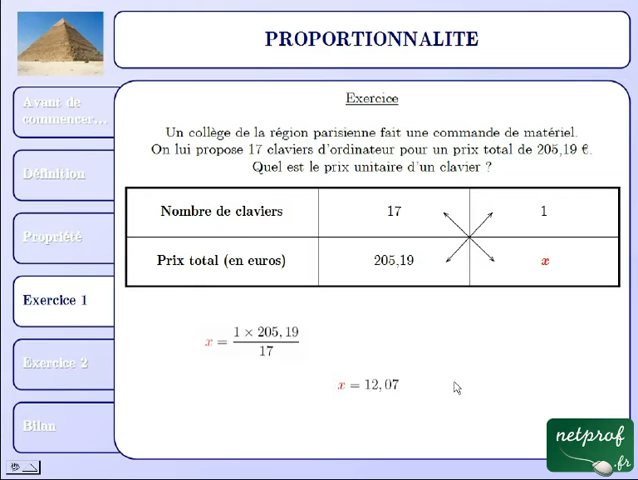 PROPORTIONNALITE
Avant de
commencer...
Définition
Propriété
Exercice 1
Exercice 2
Bilan
Exercice
Un collège de la région parisienne fait une commande de matériel.
On lui propose 17 claviers d'ordinateur pour un prix total de 205,19 €.
Quel est le prix unitaire d'un clavier ?
Nombre de claviers 17 1
Prix total (en euros) 205,19 x
x = 1 × 205,19 / 17
x = 12,07
netprof
.fr